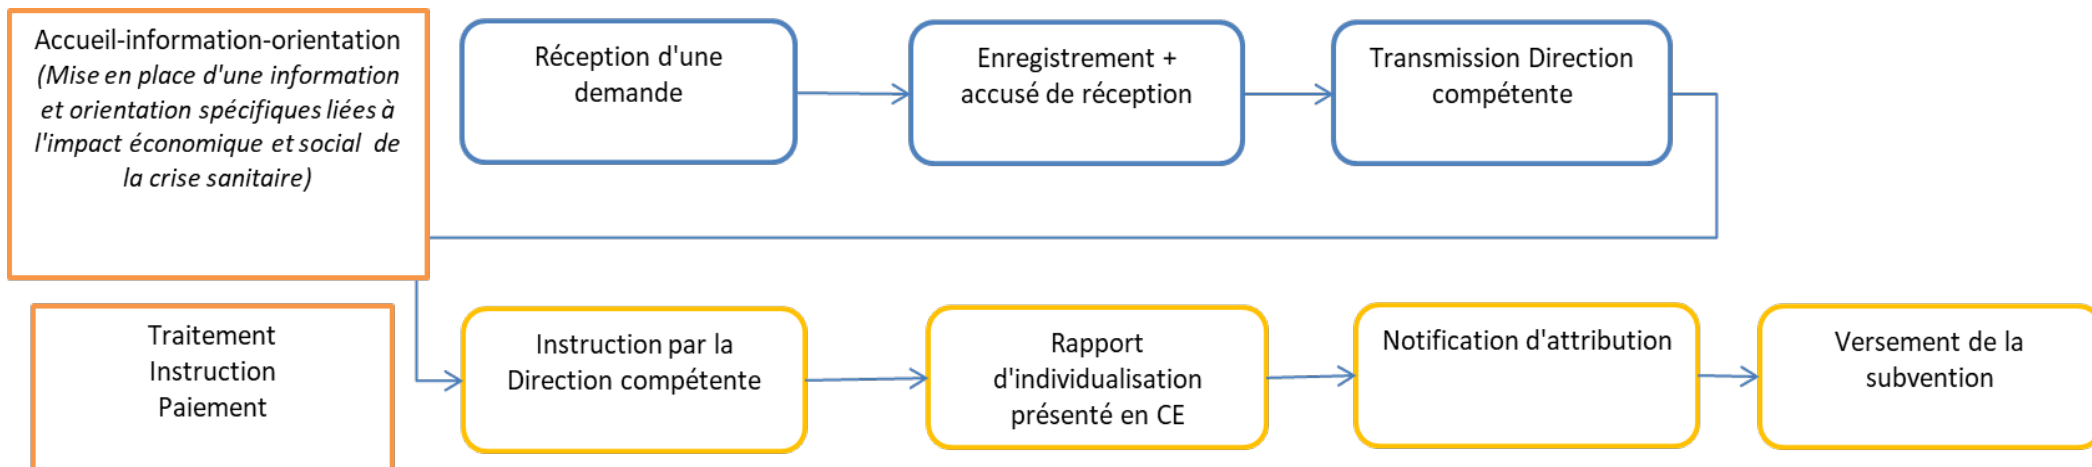 Accueil-information-orientation
(Mise en place d'une information
et orientation spécifiques liées à
l'impact économique et social de
la crise sanitaire)
Réception d'une
demande
Enregistrement +
accusé de réception
Transmission Direction
compétente
Traitement
Instruction
Paiement
Instruction par la
Direction compétente
Rapport
d'individualisation
présenté en CE
Notification d'attribution
Versement de la
subvention